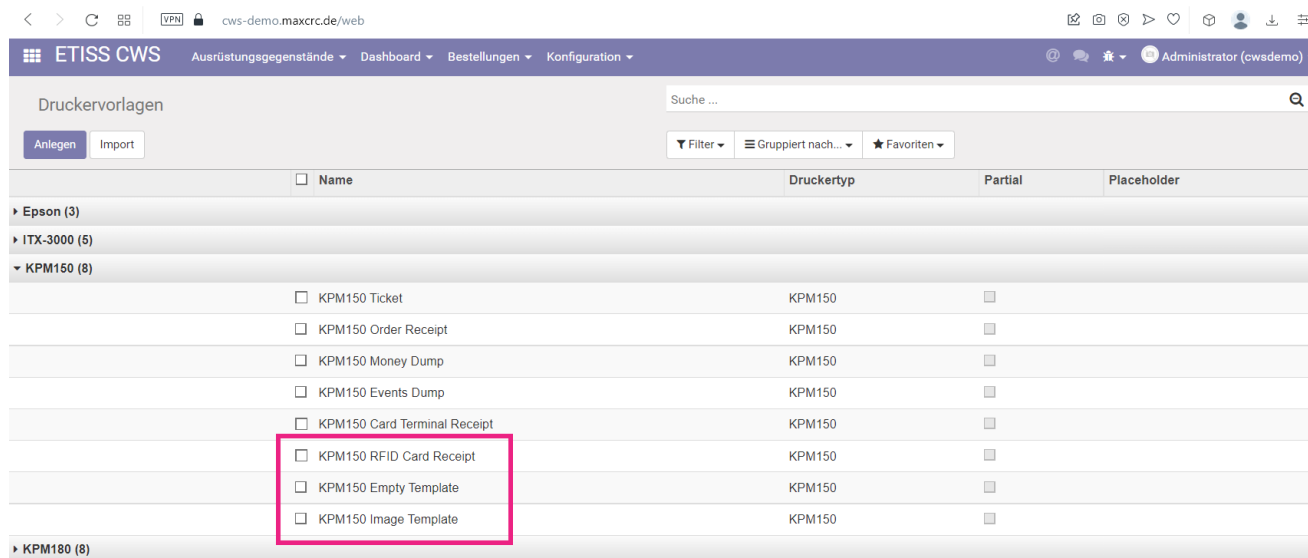 VPN cws-demo.maxcrc.de/web
ETISS CWS Ausrüstungsgegenstände Dashboard Bestellungen Konfiguration @ Administrator (cwsdemo)
Druckervorlagen Suche ...
Anlegen Import Filter Gruppiert nach... Favoriten
Name Druckertyp Partial Placeholder
Epson (3)
ITX-3000 (5)
KPM150 (8)
KPM150 Ticket KPM150
KPM150 Order Receipt KPM150
KPM150 Money Dump KPM150
KPM150 Events Dump KPM150
KPM150 Card Terminal Receipt KPM150
KPM150 RFID Card Receipt KPM150
KPM150 Empty Template KPM150
KPM150 Image Template KPM150
KPM180 (8)